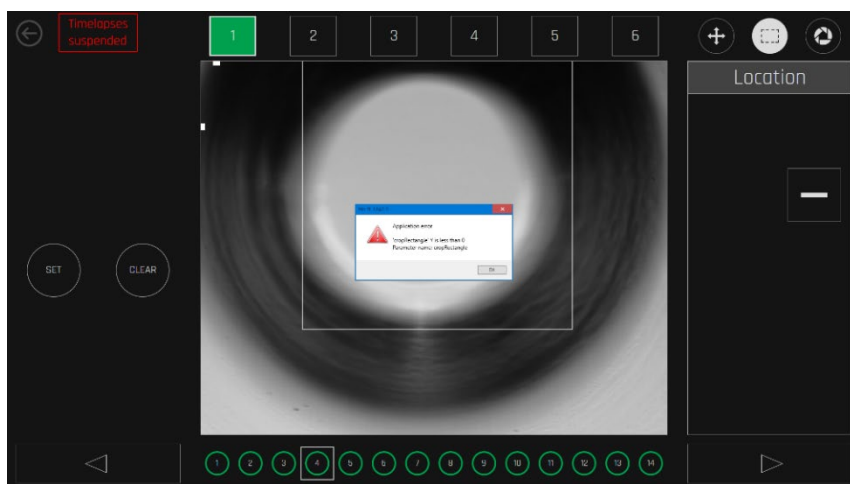 Timelapses
suspended
1
2
3
4
5
6
Location
Application error
'cropRectangle' Y is less than 0
Parameter name: cropRectangle
OK
SET
CLEAR
1
2
3
4
5
6
7
8
9
10
11
12
13
14